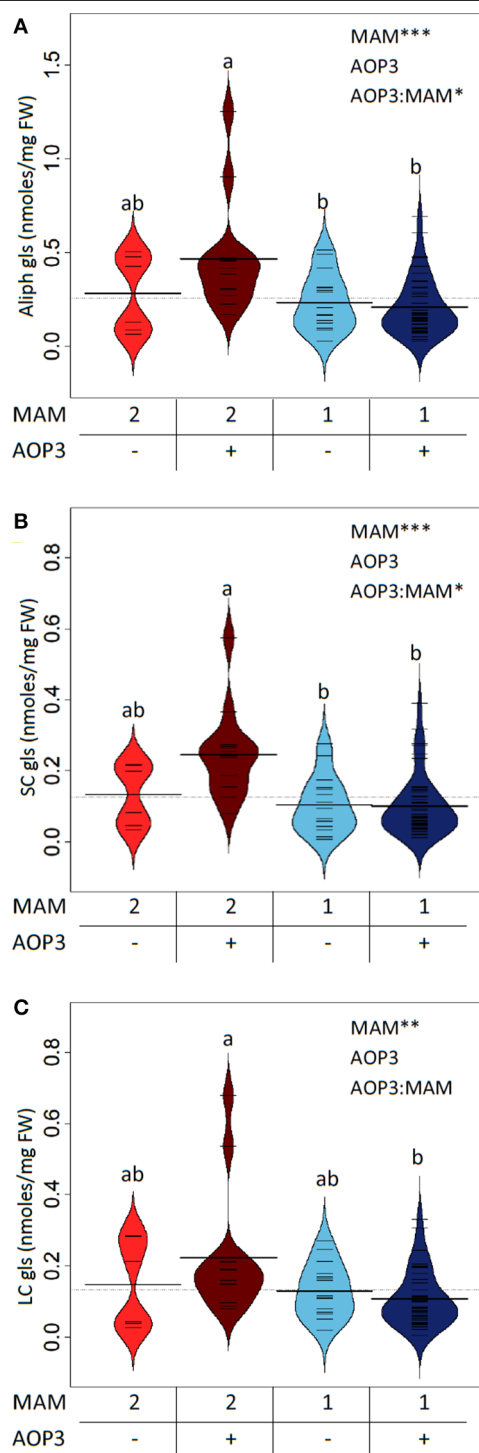 A
MAM***
AOP3
AOP3:MAM*
Aliph gls (nmoles/mg FW)
1.5
1.0
0.5
0.0
ab
a
b
b
MAM 2 2 1 1
AOP3 - + - +
B
MAM***
AOP3
AOP3:MAM*
SC gls (nmoles/mg FW)
0.8
0.6
0.4
0.2
0.0
ab
a
b
b
MAM 2 2 1 1
AOP3 - + - +
C
MAM**
AOP3
AOP3:MAM
LC gls (nmoles/mg FW)
0.8
0.6
0.4
0.2
0.0
ab
a
ab
b
MAM 2 2 1 1
AOP3 - + - +